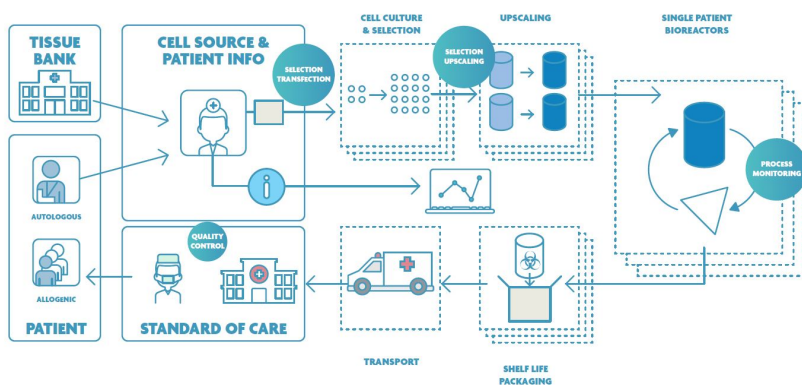 TISSUE
BANK
CELL SOURCE &
PATIENT INFO
SELECTION
TRANSFECTION
CELL CULTURE
& SELECTION
SELECTION
UPSCALING
UPSCALING
SINGLE PATIENT
BIOREACTORS
PROCESS
MONITORING
i
AUTOLOGOUS
ALLOGENIC
PATIENT
QUALITY
CONTROL
STANDARD OF CARE
TRANSPORT
SHELF LIFE
PACKAGING